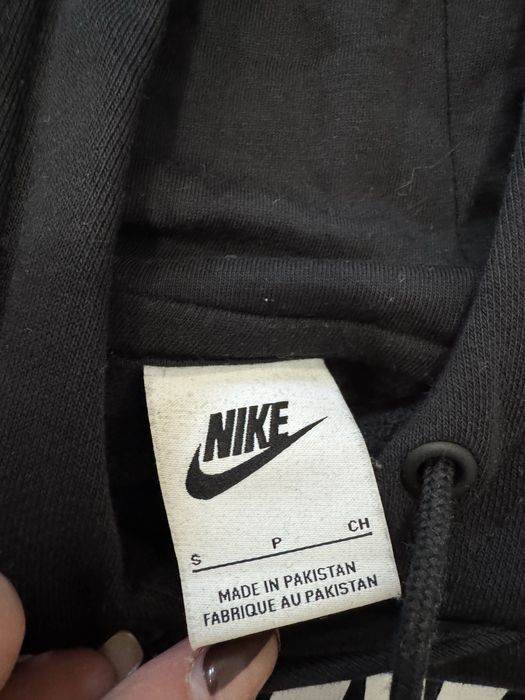 NIKE
S P CH
MADE IN PAKISTAN
FABRIQUE AU PAKISTAN